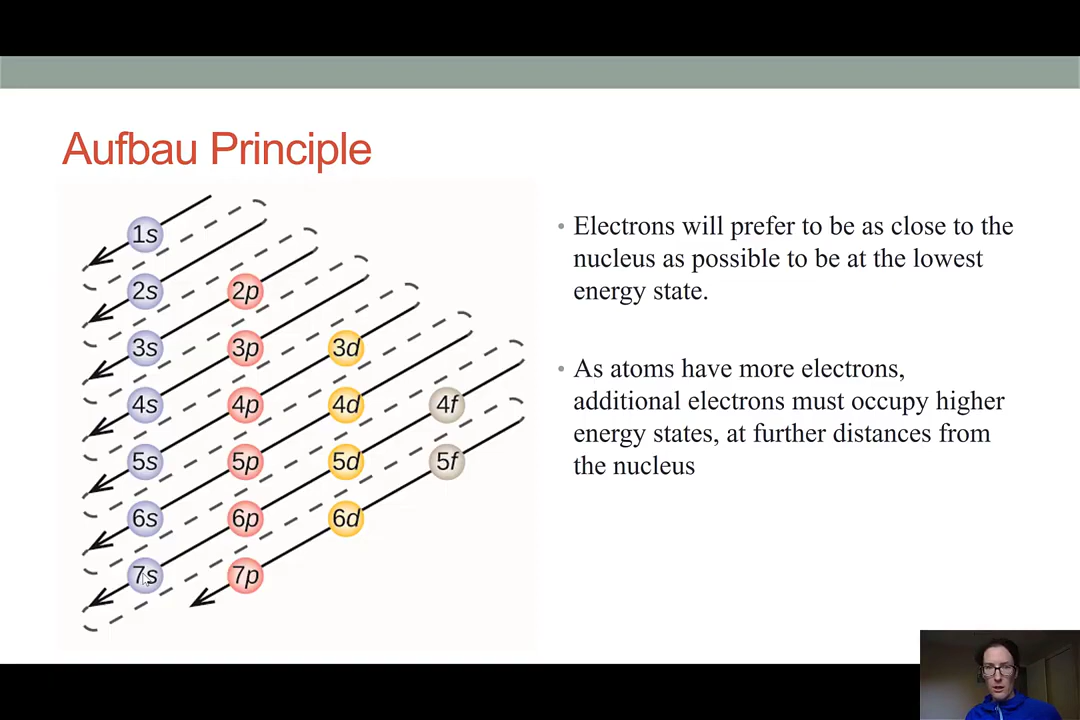 Aufbau Principle
1s
2s 2p
3s 3p 3d
4s 4p 4d 4f
5s 5p 5d 5f
6s 6p 6d
7s 7p
• Electrons will prefer to be as close to the
nucleus as possible to be at the lowest
energy state.
• As atoms have more electrons,
additional electrons must occupy higher
energy states, at further distances from
the nucleus